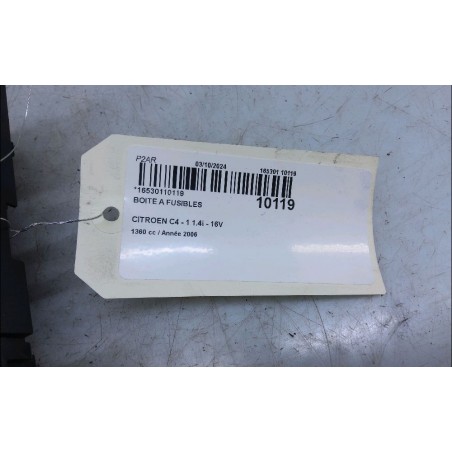 P2AR 03/10/2024 165301 10119
*16530110119
BOITE A FUSIBLES 10119
CITROEN C4 - 1 1.4i - 16V
1360 cc / Année 2006